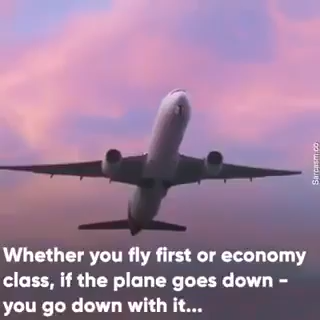 Sarcasm.co
Whether you fly first or economy
class, if the plane goes down -
you go down with it...